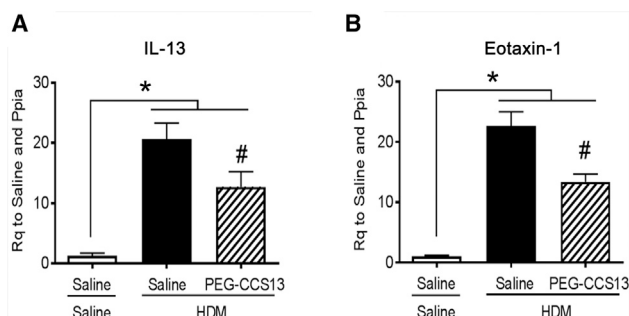 A
IL-13
Rq to Saline and Ppia
30
20
10
0
*
#
Saline Saline PEG-CCS13
Saline HDM
B
Eotaxin-1
Rq to Saline and Ppia
30
20
10
0
*
#
Saline Saline PEG-CCS13
Saline HDM